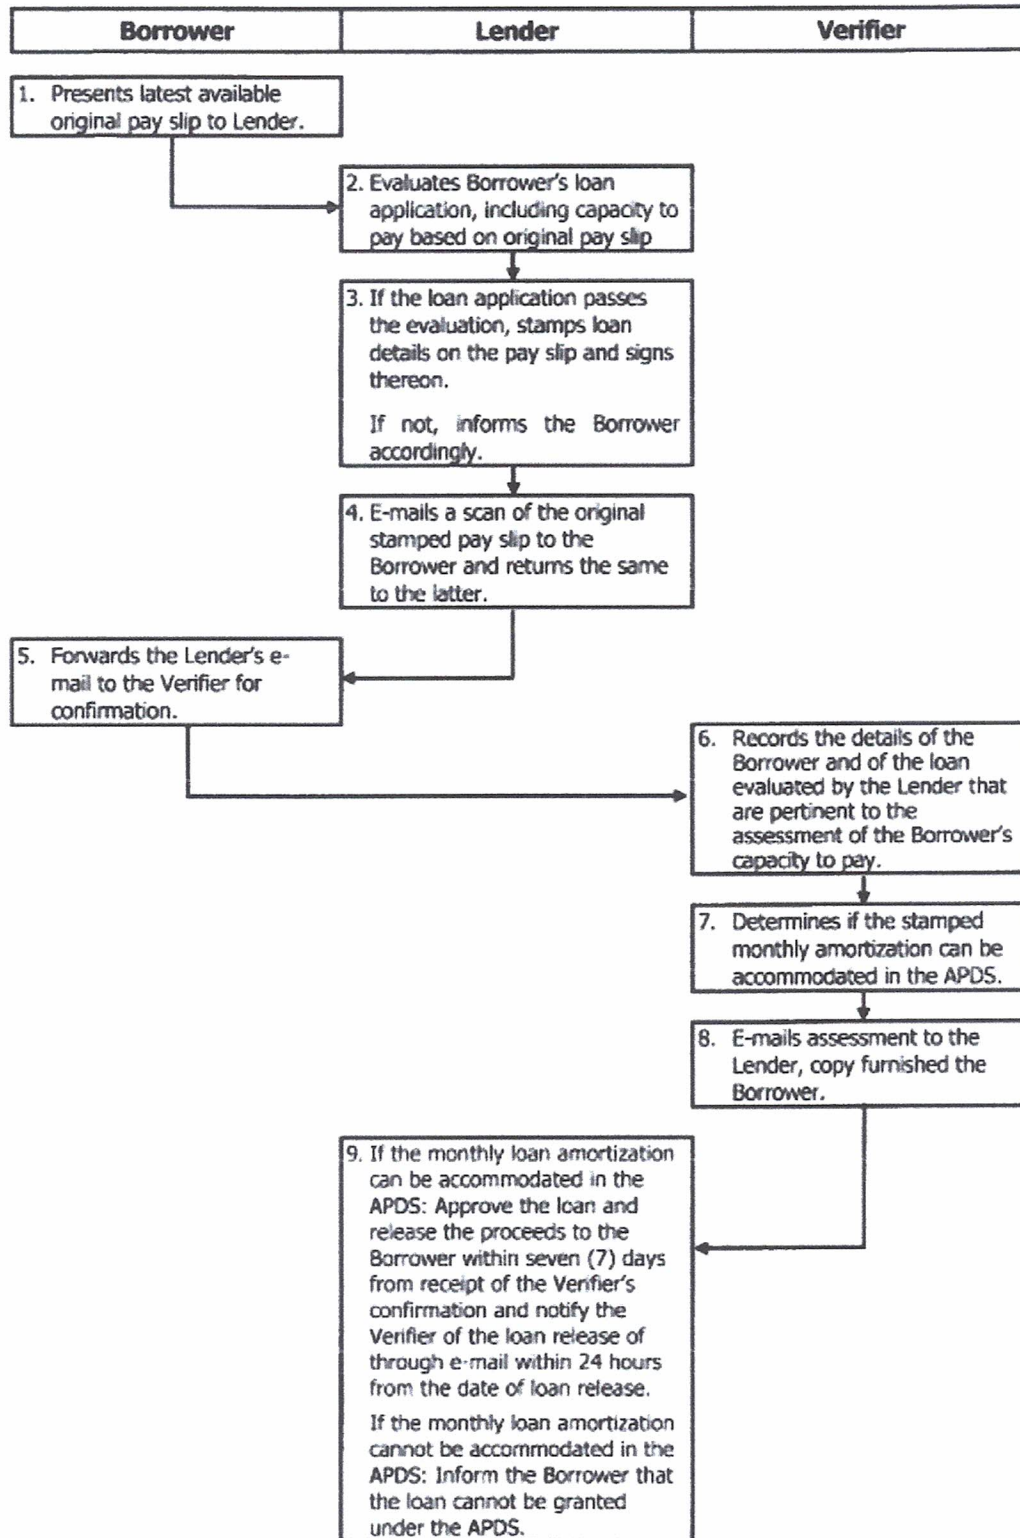 Borrower Lender Verifier
1. Presents latest available
original pay slip to Lender.
2. Evaluates Borrower's loan
application, including capacity to
pay based on original pay slip
3. If the loan application passes
the evaluation, stamps loan
details on the pay slip and signs
thereon.
If not, informs the Borrower
accordingly.
4. E-mails a scan of the original
stamped pay slip to the
Borrower and returns the same
to the latter.
5. Forwards the Lender's e-
mail to the Verifier for
confirmation.
6. Records the details of the
Borrower and of the loan
evaluated by the Lender that
are pertinent to the
assessment of the Borrower's
capacity to pay.
7. Determines if the stamped
monthly amortization can be
accommodated in the APDS.
8. E-mails assessment to the
Lender, copy furnished the
Borrower.
9. If the monthly loan amortization
can be accommodated in the
APDS: Approve the loan and
release the proceeds to the
Borrower within seven (7) days
from receipt of the Verifier's
confirmation and notify the
Verifier of the loan release of
through e-mail within 24 hours
from the date of loan release.
If the monthly loan amortization
cannot be accommodated in the
APDS: Inform the Borrower that
the loan cannot be granted
under the APDS.